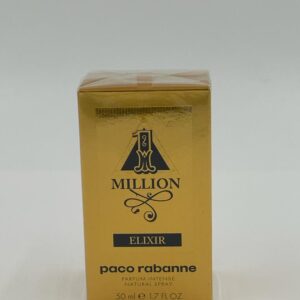 1
MILLION
ELIXIR
paco rabanne
PARFUM INTENSE
NATURAL SPRAY
50 ml e 1.7 FL.OZ.